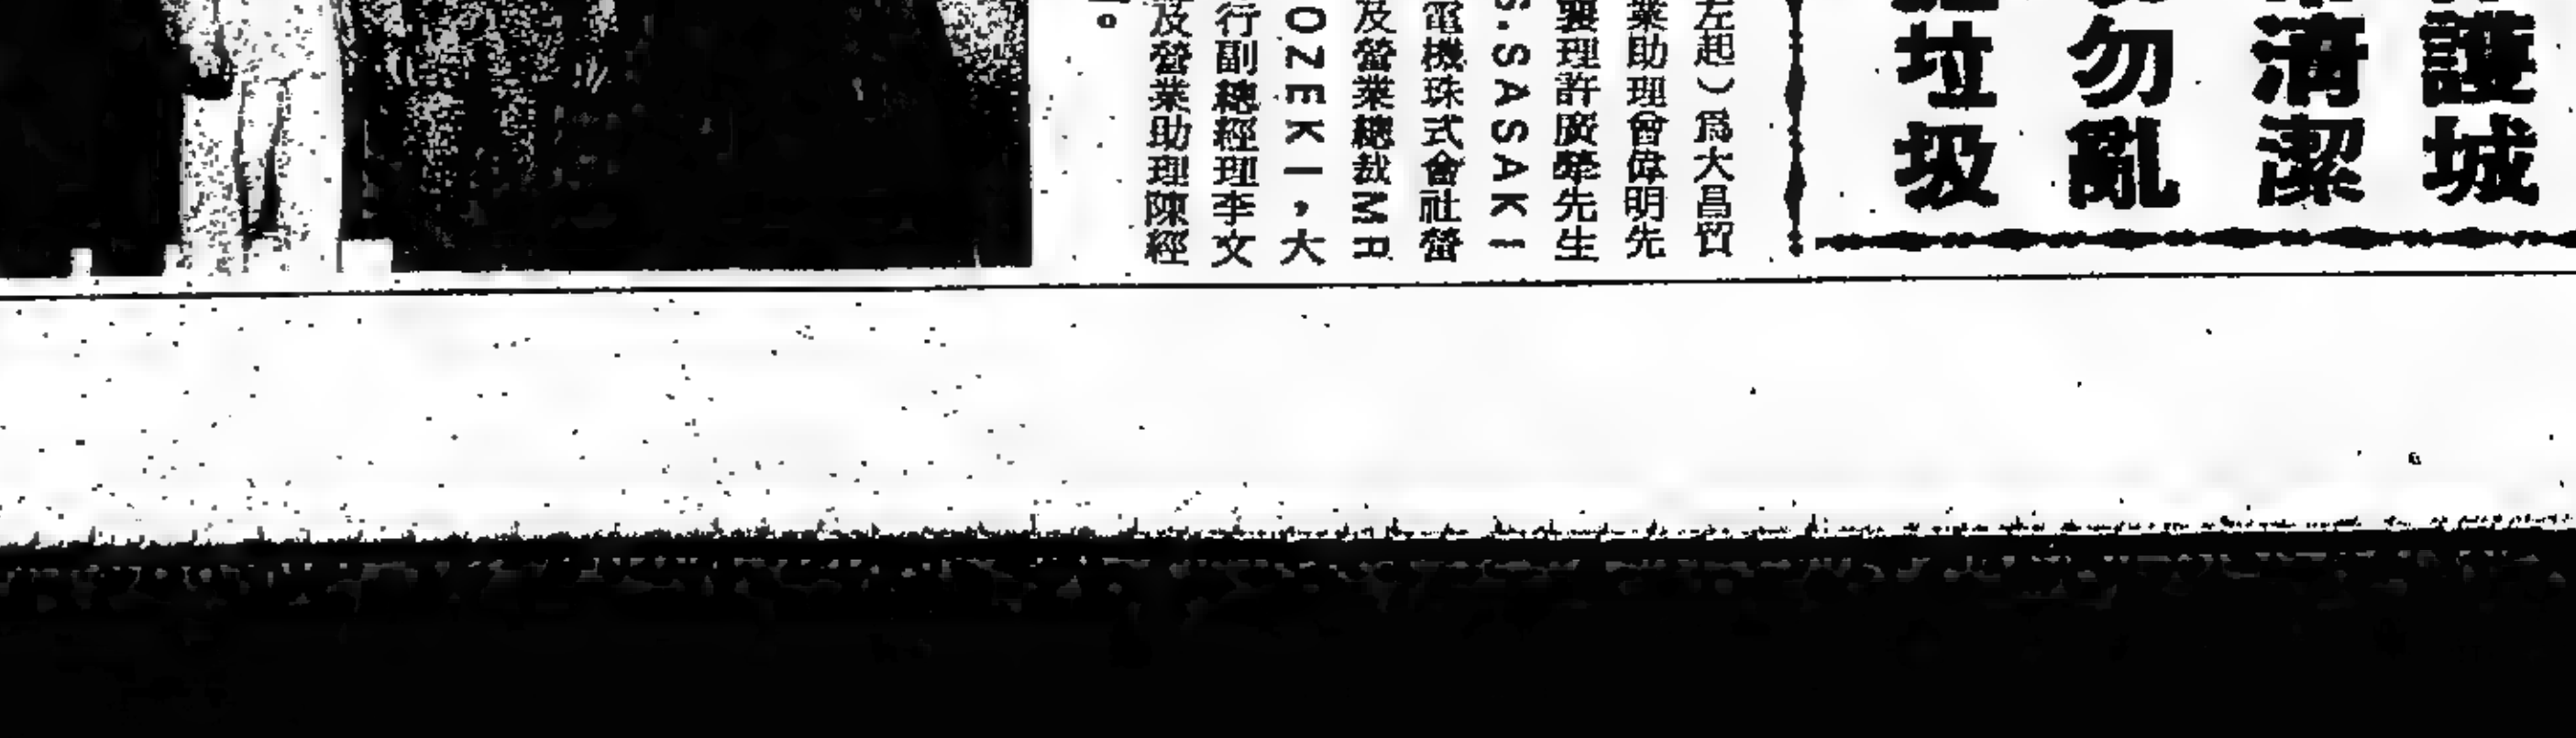 護城
清潔
勿亂
垃圾
左起）爲大昌貿
業助理曾偉明先
襄理許廣華先生
S.SASAKI
電機珠式會社營
及營業總裁MR
OZEKI，大
行副總經理李文
及營業助理陳經
。